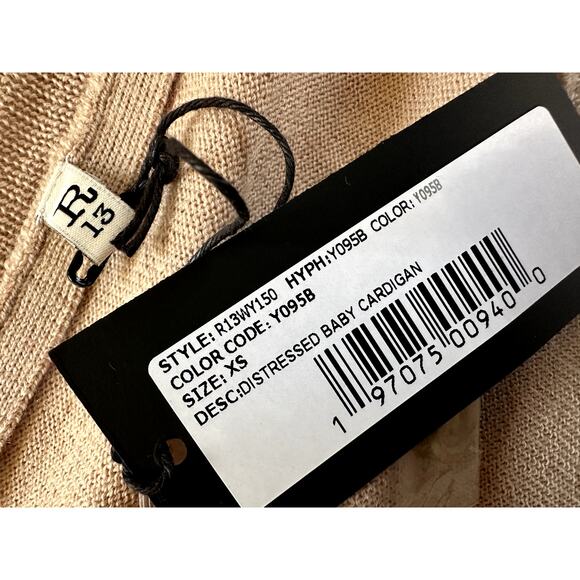 R
13
STYLE: R13WY150 HYPH:Y095B COLOR: Y095B
COLOR CODE: Y095B
SIZE: XS
DESC:DISTRESSED BABY CARDIGAN
1 97075 00940 0